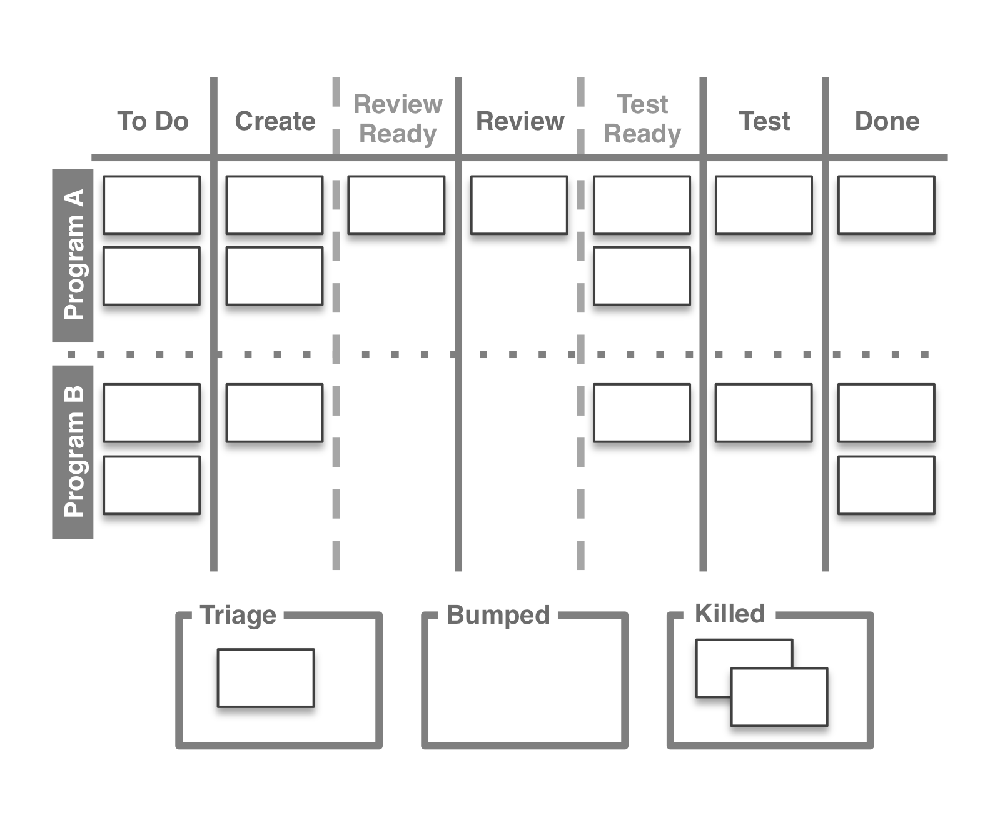 To Do
Create
Review
Ready
Review
Test
Ready
Test
Done
Program A
Program B
Triage
Bumped
Killed